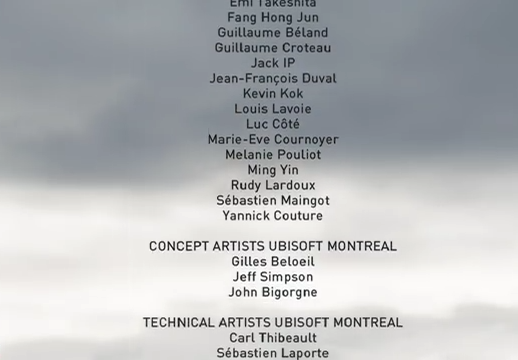 Emi Takeshita
Fang Hong Jun
Guillaume Béland
Guillaume Croteau
Jack IP
Jean-François Duval
Kevin Kok
Louis Lavoie
Luc Côté
Marie-Eve Cournoyer
Melanie Pouliot
Ming Yin
Rudy Lardoux
Sébastien Maingot
Yannick Couture
CONCEPT ARTISTS UBISOFT MONTREAL
Gilles Beloeil
Jeff Simpson
John Bigorgne
TECHNICAL ARTISTS UBISOFT MONTREAL
Carl Thibeault
Sébastien Laporte